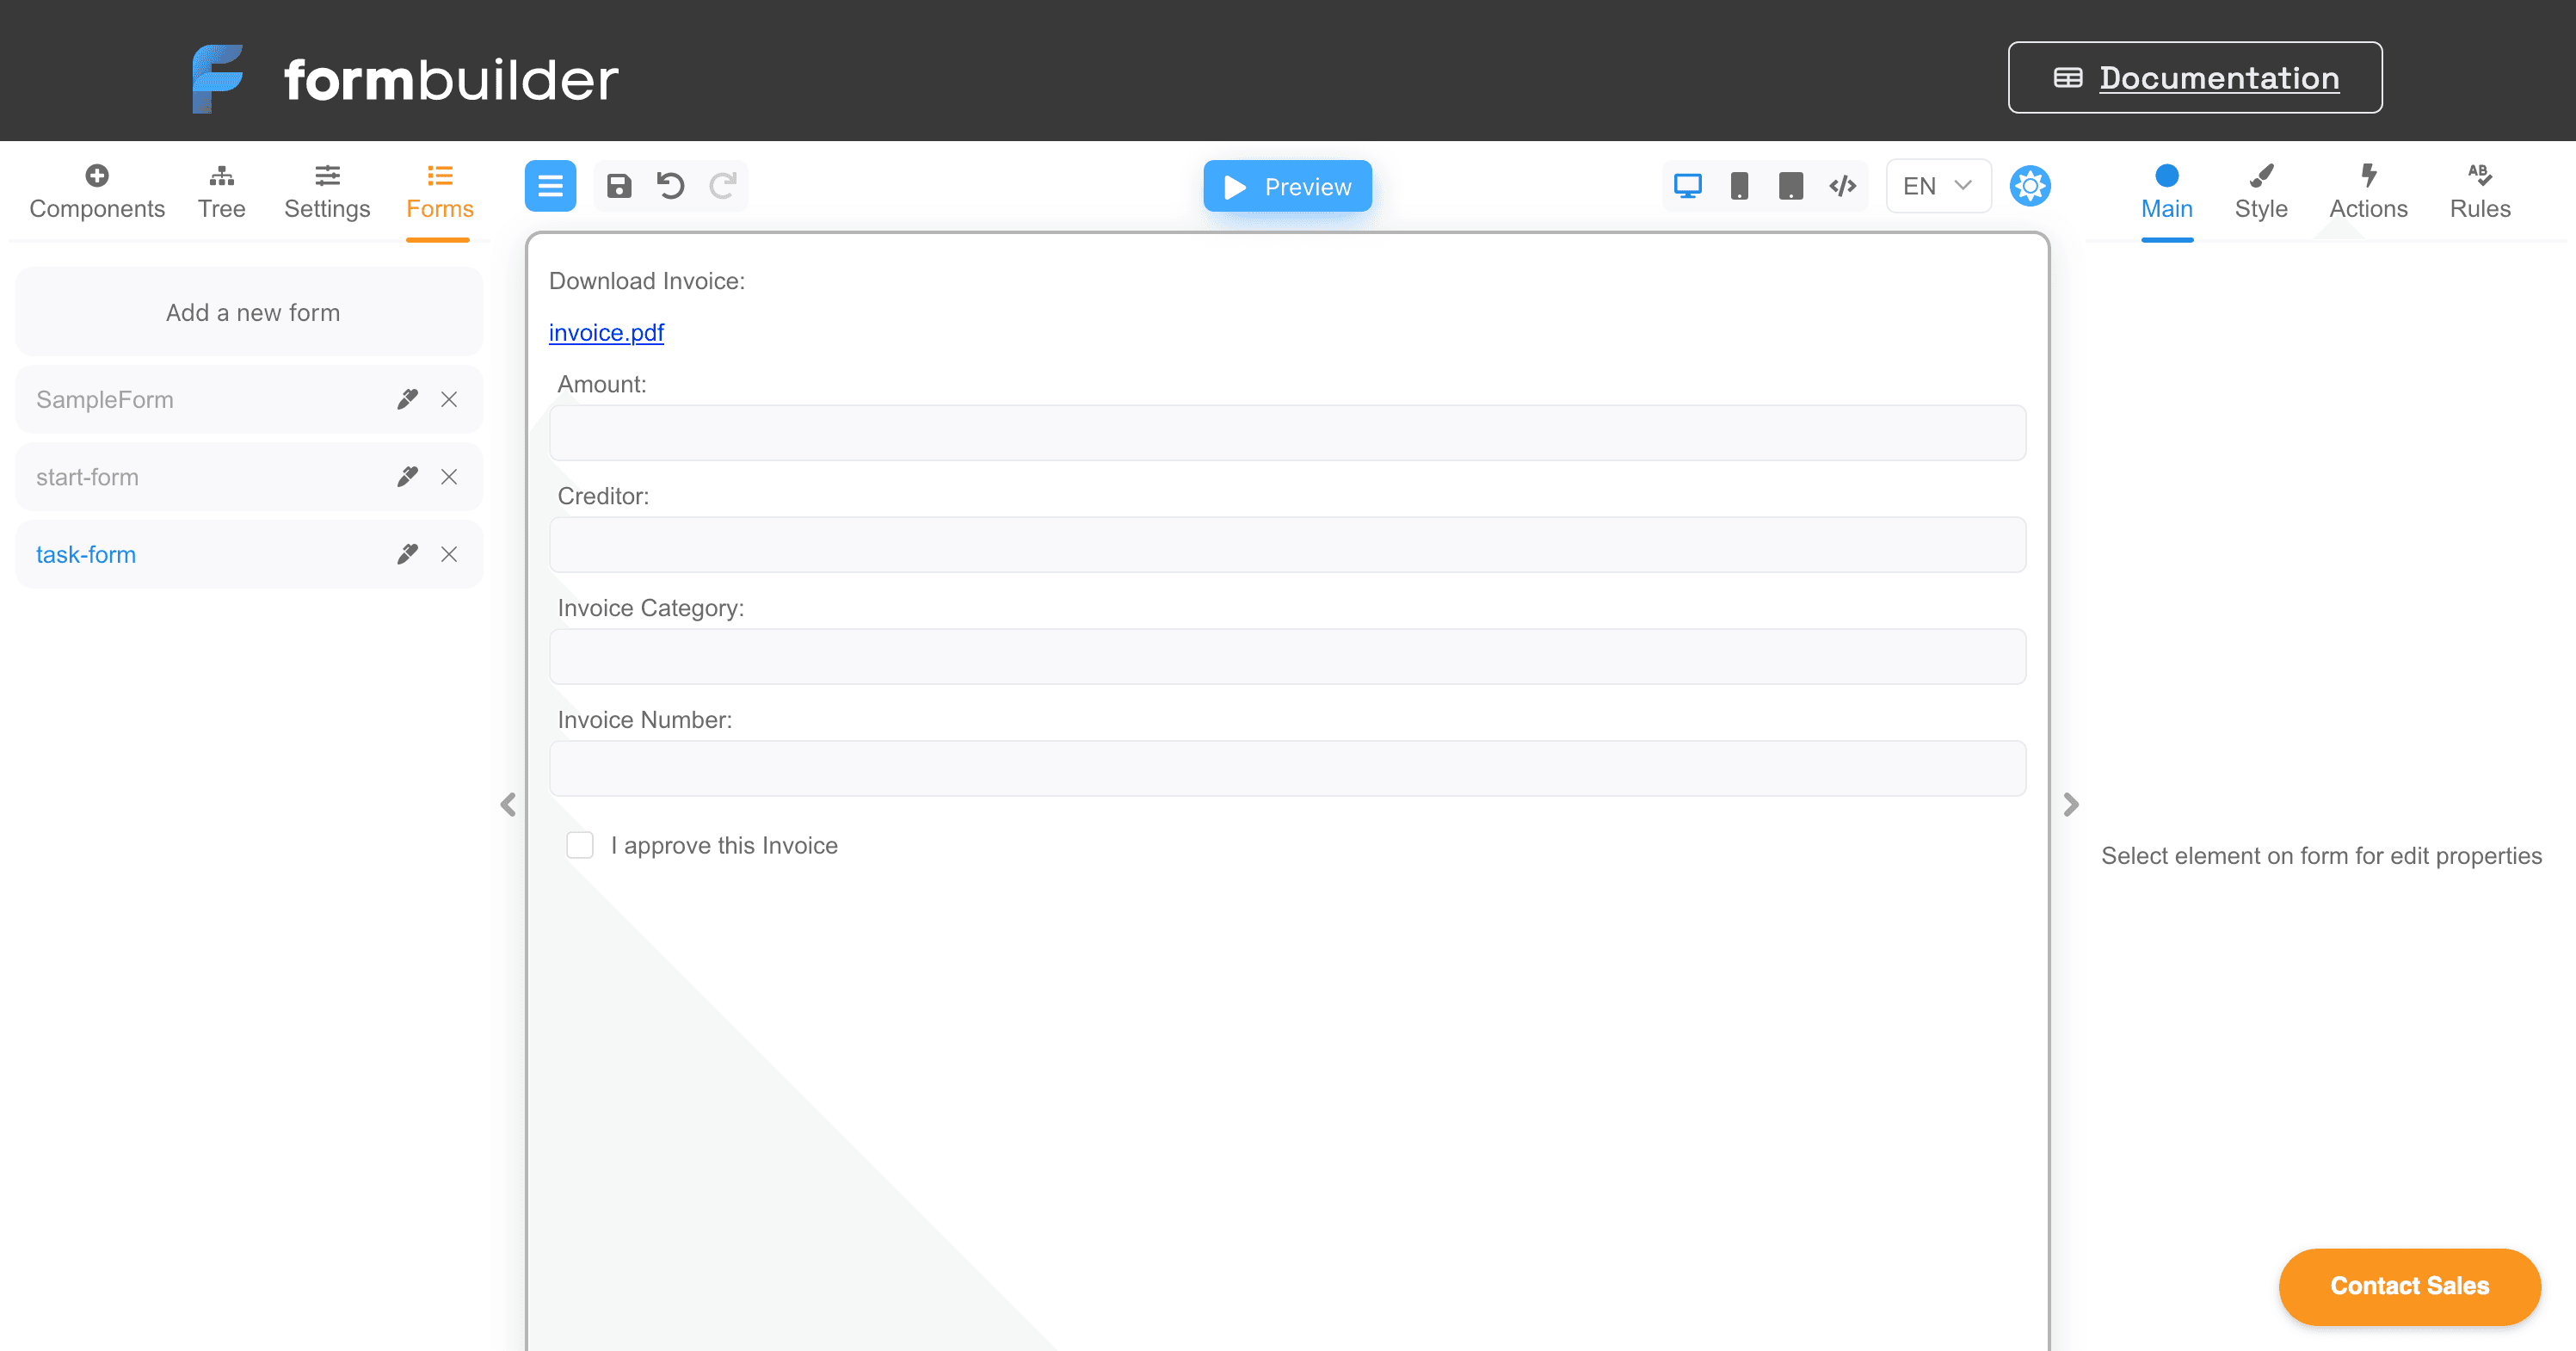 formbuilder
Documentation
Components Tree Settings Forms
Preview
EN
Main Style Actions AB Rules
Add a new form
SampleForm
start-form
task-form
Download Invoice:
invoice.pdf
Amount:
Creditor:
Invoice Category:
Invoice Number:
I approve this Invoice
Select element on form for edit properties
Contact Sales